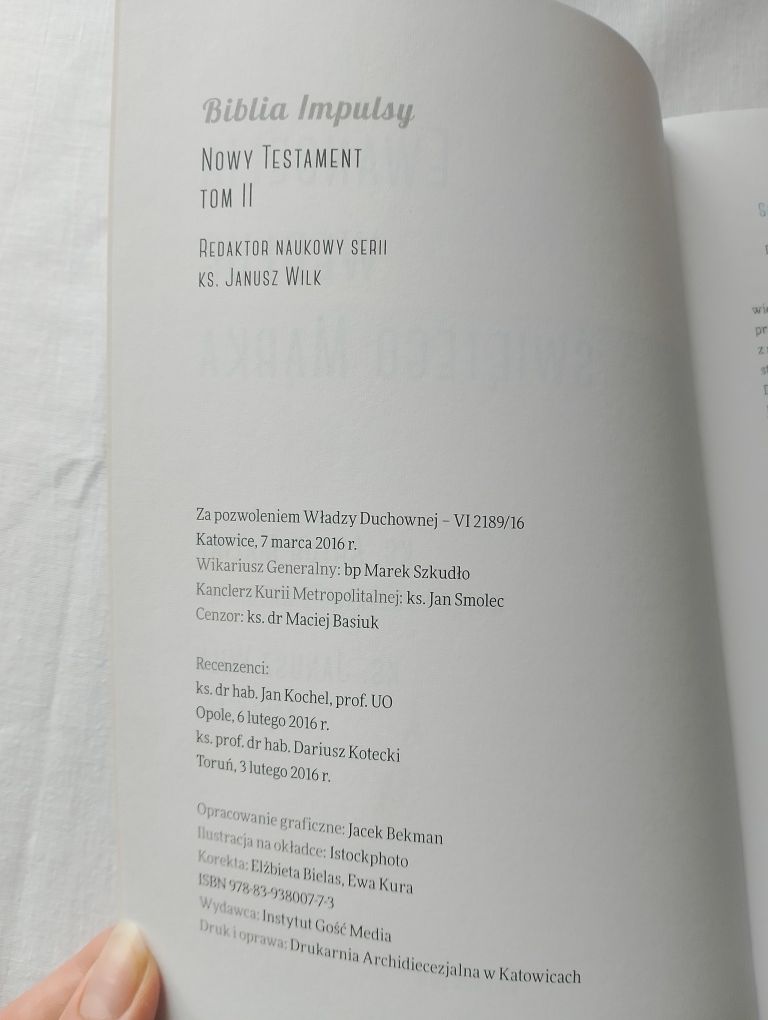 Biblia Impulsy
Nowy Testament
tom II
Redaktor naukowy serii
ks. Janusz Wilk
Za pozwoleniem Władzy Duchownej – VI 2189/16
Katowice, 7 marca 2016 r.
Wikariusz Generalny: bp Marek Szkudło
Kanclerz Kurii Metropolitalnej: ks. Jan Smolec
Cenzor: ks. dr Maciej Basiuk
Recenzenci:
ks. dr hab. Jan Kochel, prof. UO
Opole, 6 lutego 2016 r.
ks. prof. dr hab. Dariusz Kotecki
Toruń, 3 lutego 2016 r.
Opracowanie graficzne: Jacek Bekman
Ilustracja na okładce: Istockphoto
Korekta: Elżbieta Bielas, Ewa Kura
ISBN 978-83-938007-7-3
Wydawca: Instytut Gość Media
Druk i oprawa: Drukarnia Archidiecezjalna w Katowicach